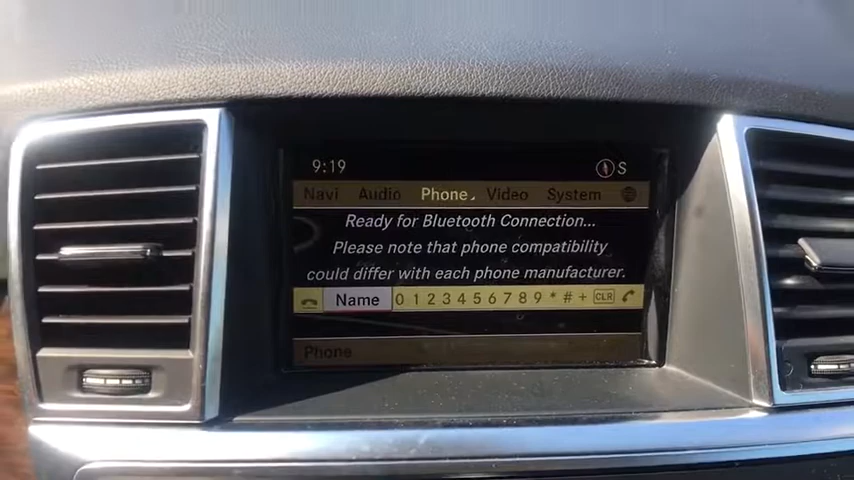 9:19 S
Navi Audio Phone Video System
Ready for Bluetooth Connection...
Please note that phone compatibility
could differ with each phone manufacturer.
Name 0 1 2 3 4 5 6 7 8 9 * # + CLR
Phone